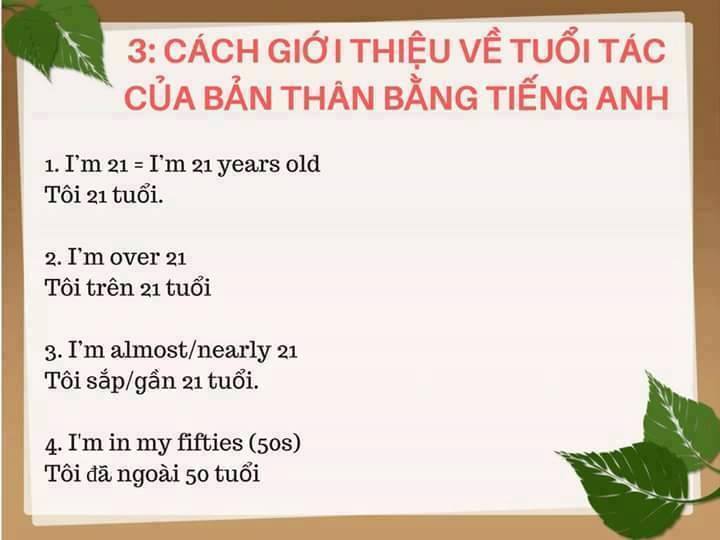 3: CÁCH GIỚI THIỆU VỀ TUỔI TÁC
CỦA BẢN THÂN BẰNG TIẾNG ANH
1. I’m 21 = I’m 21 years old
Tôi 21 tuổi.
2. I’m over 21
Tôi trên 21 tuổi
3. I’m almost/nearly 21
Tôi sắp/gần 21 tuổi.
4. I'm in my fifties (50s)
Tôi đã ngoài 50 tuổi